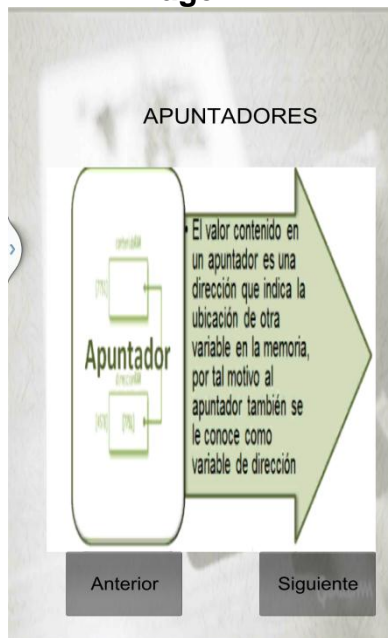 APUNTADORES
Apuntador
• El valor contenido en
un apuntador es una
dirección que indica la
ubicación de otra
variable en la memoria,
por tal motivo al
apuntador también se
le conoce como
variable de dirección
Anterior
Siguiente